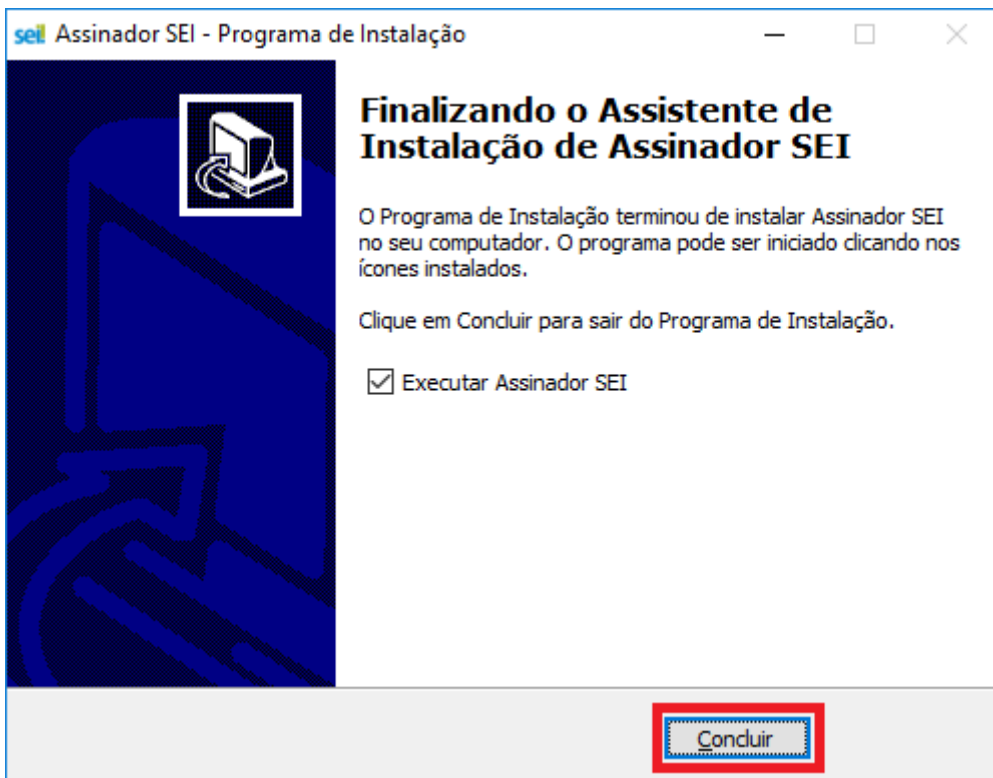 sei! Assinador SEI - Programa de Instalação
Finalizando o Assistente de
Instalação de Assinador SEI
O Programa de Instalação terminou de instalar Assinador SEI
no seu computador. O programa pode ser iniciado clicando nos
ícones instalados.
Clique em Concluir para sair do Programa de Instalação.
Executar Assinador SEI
Concluir